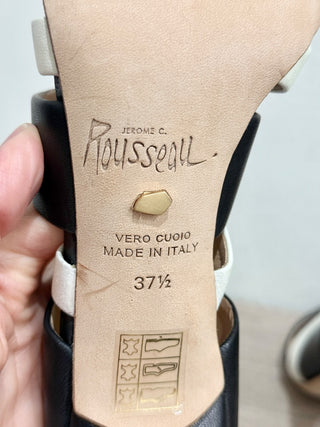 JEROME C.
Rousseau.
VERO CUOIO
MADE IN ITALY
37½